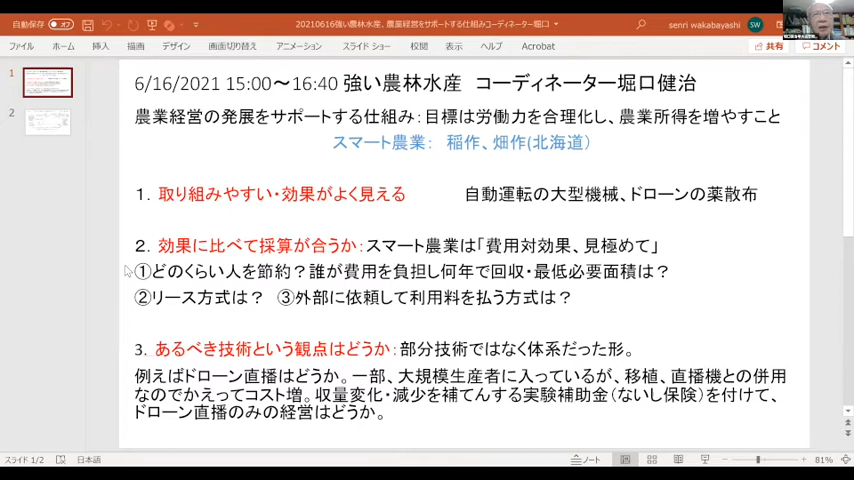 自動保存 オフ
20210616強い農林水産、農業経営をサポートする仕組みコーディネーター堀口
senri wakabayashi
SW
ファイル ホーム 挿入 描画 デザイン 画面切り替え アニメーション スライド ショー 校閲 表示 ヘルプ Acrobat
共有 コメント
1
2
6/16/2021 15:00～16:40 強い農林水産 コーディネーター堀口健治
農業経営の発展をサポートする仕組み：目標は労働力を合理化し、農業所得を増やすこと
スマート農業： 稲作、畑作(北海道）
１．取り組みやすい・効果がよく見える 自動運転の大型機械、ドローンの薬散布
２．効果に比べて採算が合うか：スマート農業は「費用対効果、見極めて」
①どのくらい人を節約？誰が費用を負担し何年で回収・最低必要面積は？
②リース方式は？ ③外部に依頼して利用料を払う方式は？
3. あるべき技術という観点はどうか：部分技術ではなく体系だった形。
例えばドローン直播はどうか。一部、大規模生産者に入っているが、移植、直播機との併用
なのでかえってコスト増。収量変化・減少を補てんする実験補助金（ないし保険）を付けて、
ドローン直播のみの経営はどうか。
スライド 1/2 日本語
ノート
81%